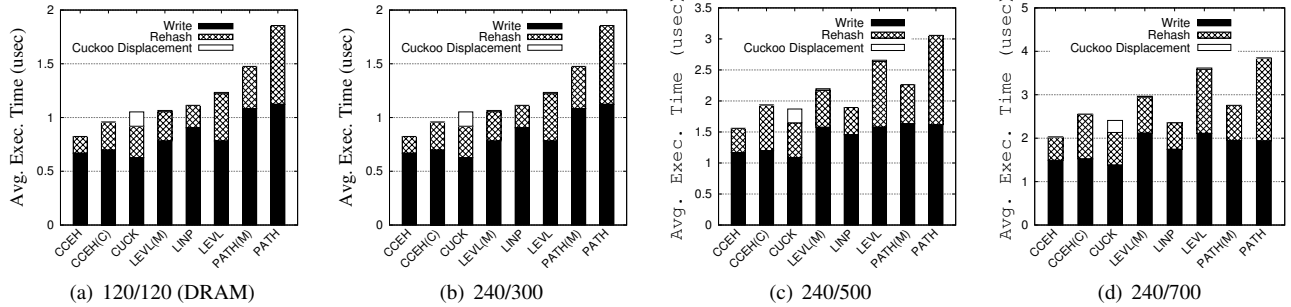 Avg. Exec. Time (usec)
2
1.5
1
0.5
0
Write
Rehash
Cuckoo Displacement
CCEH
CCEH(C)
CUCK
LEVL(M)
LINP
LEVL
PATH(M)
PATH
(a) 120/120 (DRAM)
Avg. Exec. Time (usec)
2
1.5
1
0.5
0
Write
Rehash
Cuckoo Displacement
CCEH
CCEH(C)
CUCK
LEVL(M)
LINP
LEVL
PATH(M)
PATH
(b) 240/300
Avg. Exec. Time (usec)
3.5
3
2.5
2
1.5
1
0.5
0
Write
Rehash
Cuckoo Displacement
CCEH
CCEH(C)
CUCK
LEVL(M)
LINP
LEVL
PATH(M)
PATH
(c) 240/500
Avg. Exec. Time (usec)
5
4
3
2
1
0
Write
Rehash
Cuckoo Displacement
CCEH
CCEH(C)
CUCK
LEVL(M)
LINP
LEVL
PATH(M)
PATH
(d) 240/700